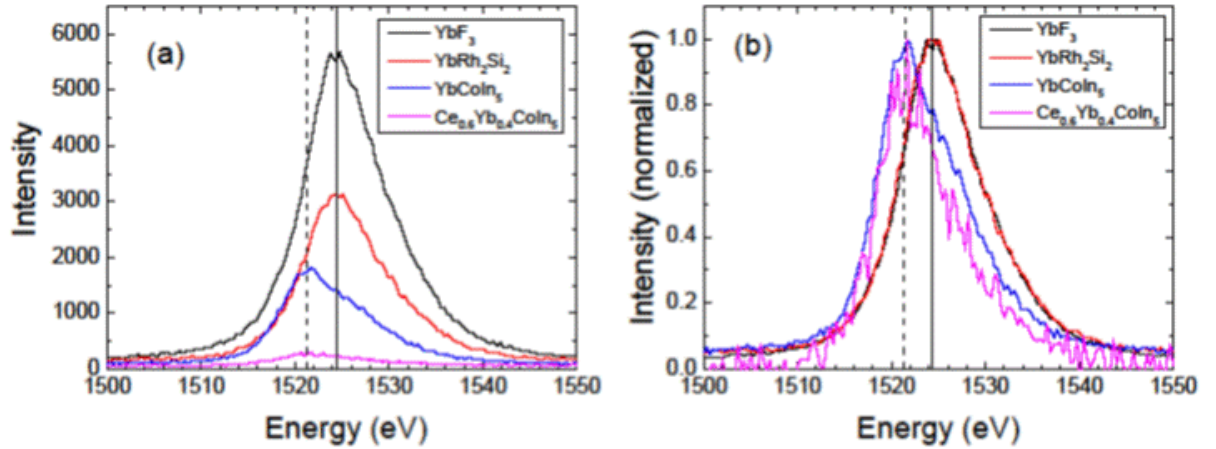 (a)
YbF₃
YbRh₂Si₂
YbCoIn₅
Ce₀.₆Yb₀.₄CoIn₅
Intensity
6000
5000
4000
3000
2000
1000
0
1500 1510 1520 1530 1540 1550
Energy (eV)
(b)
YbF₃
YbRh₂Si₂
YbCoIn₅
Ce₀.₆Yb₀.₄CoIn₅
Intensity (normalized)
1.0
0.8
0.6
0.4
0.2
0.0
1500 1510 1520 1530 1540 1550
Energy (eV)